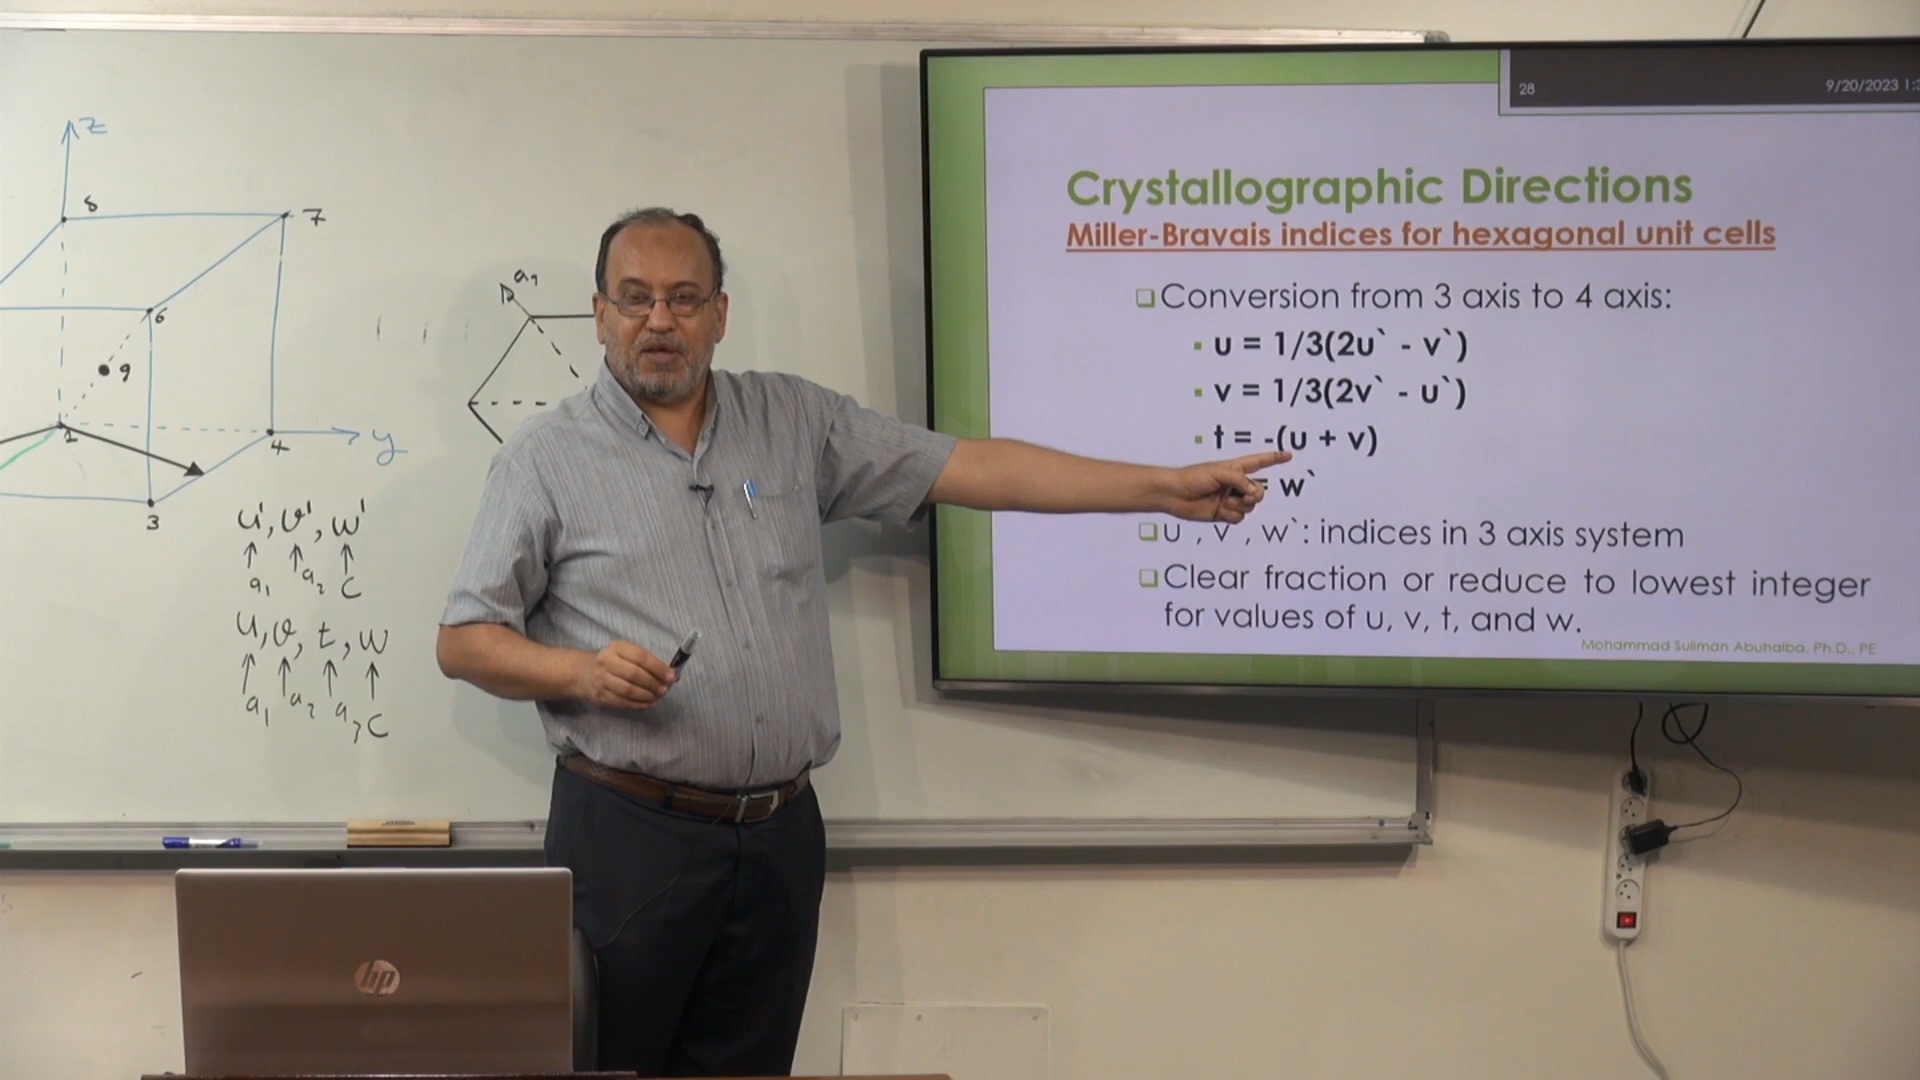 z
8
7
6
9
1
4
y
3
u', v', w'
a₁ a₂ c
u, v, t, w
a₁ a₂ a₃ c
28
9/20/2023 1:
Crystallographic Directions
Miller-Bravais indices for hexagonal unit cells
Conversion from 3 axis to 4 axis:
u = 1/3(2u` - v`)
v = 1/3(2v` - u`)
t = -(u + v)
= w`
u , v , w`: indices in 3 axis system
Clear fraction or reduce to lowest integer
for values of u, v, t, and w.
Mohammad Suliman Abuhalba, Ph.D., PE
hp